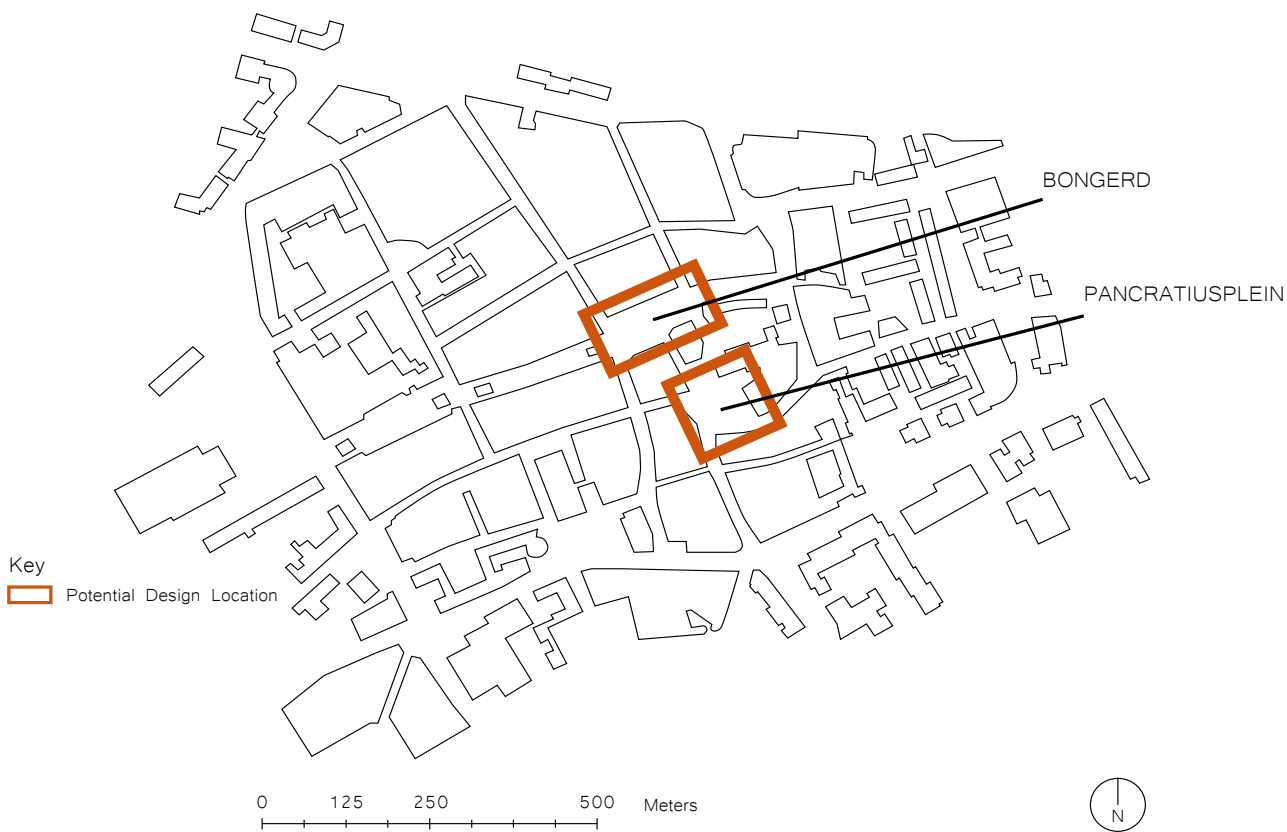 BONGERD
PANCRATIUSPLEIN
Key
Potential Design Location
0 125 250 500 Meters
N